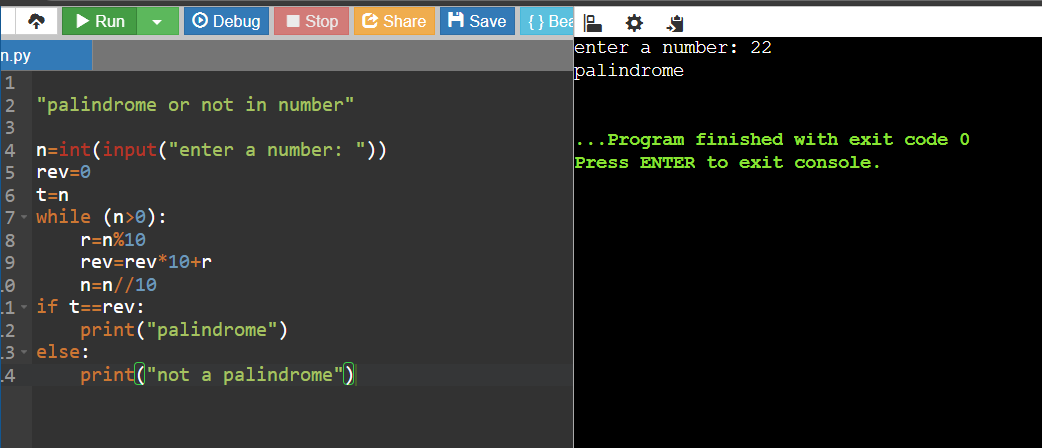 Run Debug Stop Share Save { } Bea
n.py
1
2 "palindrome or not in number"
3
4 n=int(input("enter a number: "))
5 rev=0
6 t=n
7 while (n>0):
8     r=n%10
9     rev=rev*10+r
.0     n=n//10
.1 if t==rev:
.2     print("palindrome")
.3 else:
.4     print("not a palindrome")
enter a number: 22
palindrome
...Program finished with exit code 0
Press ENTER to exit console.